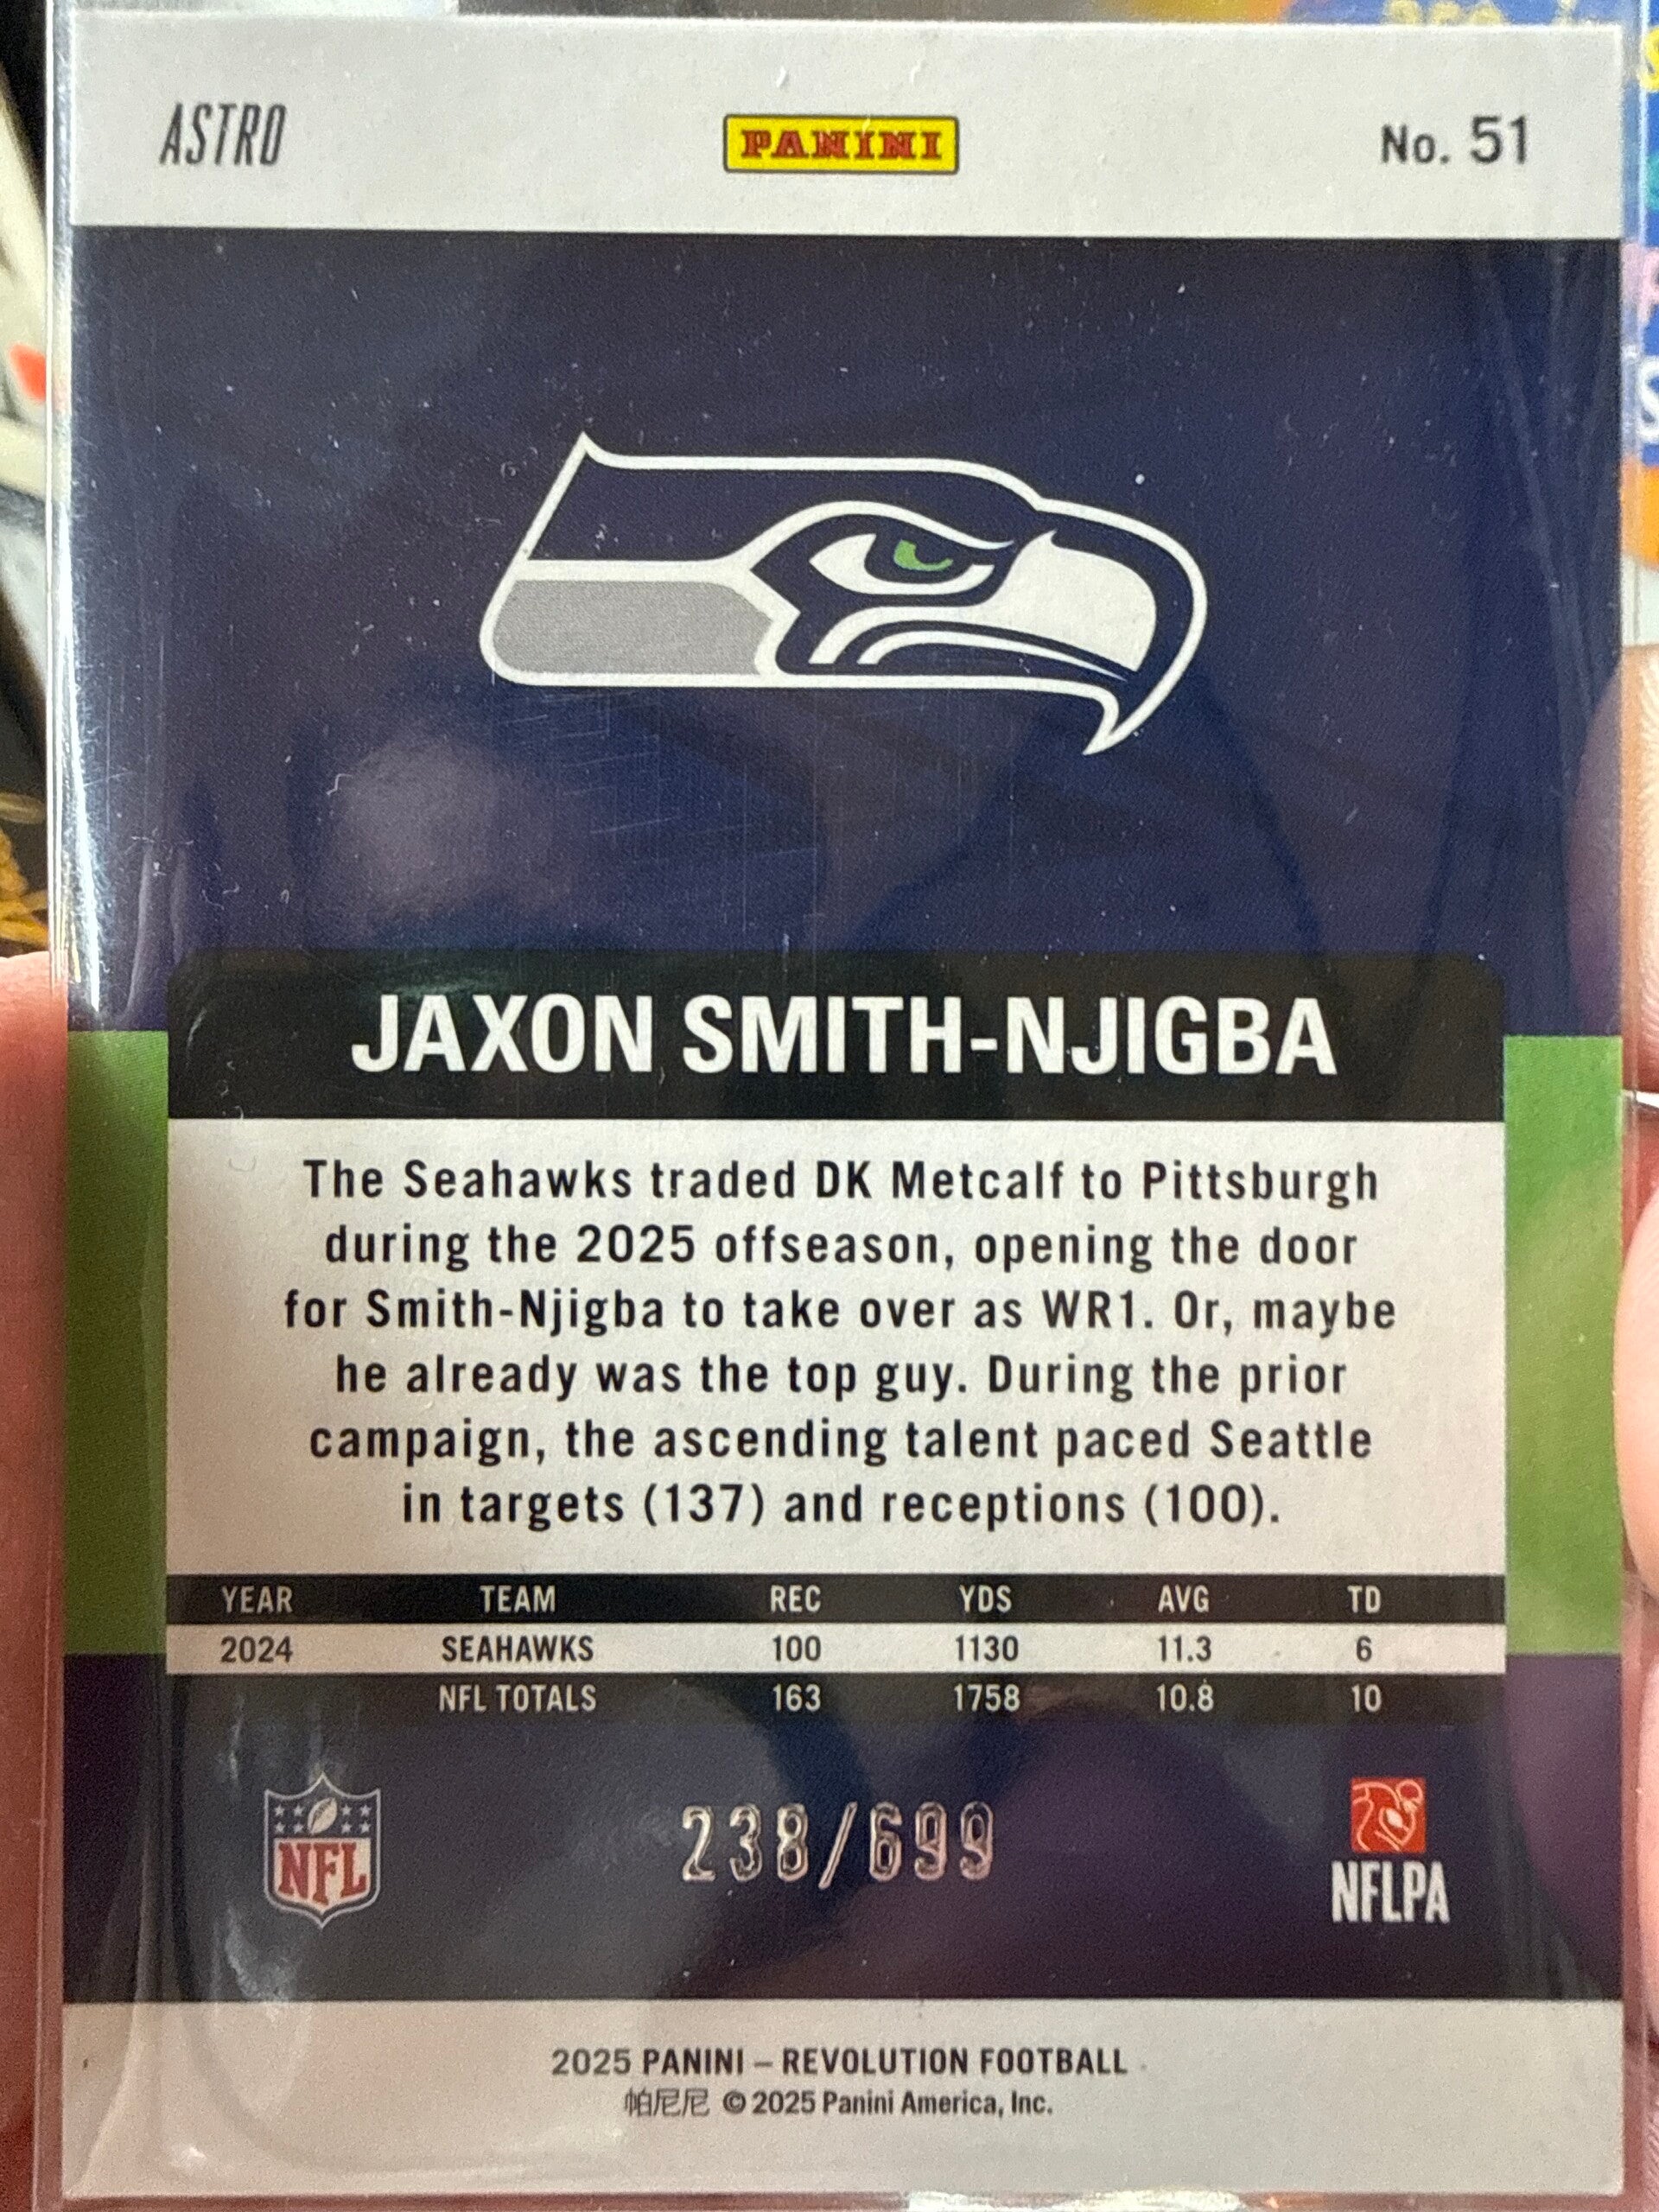 ASTRO PANINI No. 51
JAXON SMITH-NJIGBA
The Seahawks traded DK Metcalf to Pittsburgh
during the 2025 offseason, opening the door
for Smith-Njigba to take over as WR1. Or, maybe
he already was the top guy. During the prior
campaign, the ascending talent paced Seattle
in targets (137) and receptions (100).
YEAR TEAM REC YDS AVG TD
2024 SEAHAWKS 100 1130 11.3 6
NFL TOTALS 163 1758 10.8 10
NFL 238/699 NFLPA
2025 PANINI – REVOLUTION FOOTBALL
帕尼尼 © 2025 Panini America, Inc.